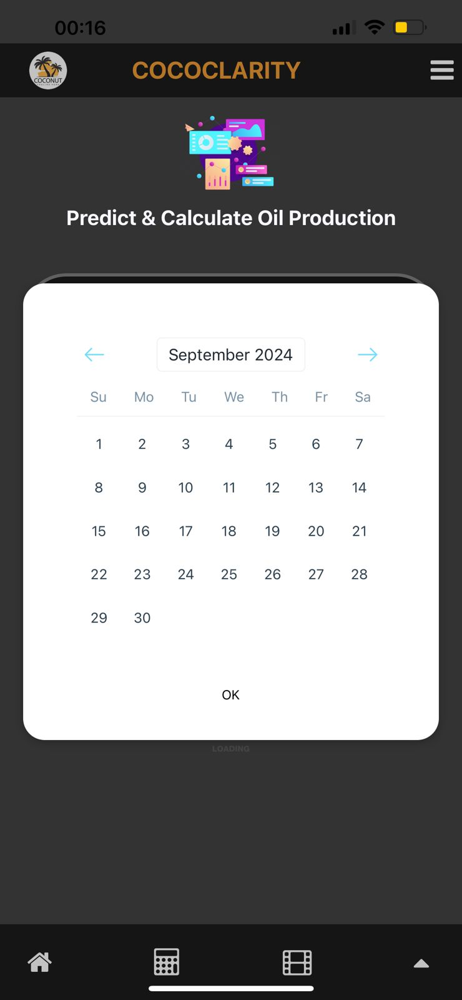 00:16
COCONUT
COCOCLARITY
Predict & Calculate Oil Production
September 2024
Su Mo Tu We Th Fr Sa
1 2 3 4 5 6 7
8 9 10 11 12 13 14
15 16 17 18 19 20 21
22 23 24 25 26 27 28
29 30
OK
LOADING